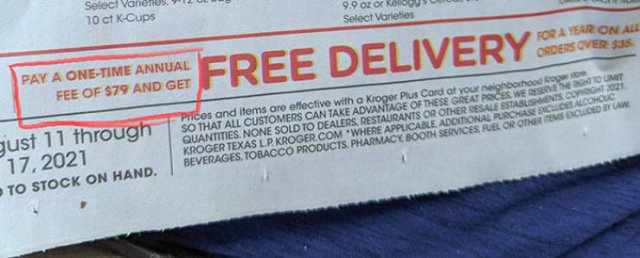 Select Varieties, 9-12
10 ct K-Cups
9.9 oz or Kellogg's
Select Varieties
PAY A ONE-TIME ANNUAL
FEE OF $79 AND GET
FREE DELIVERY
FOR A YEAR ON ALL
ORDERS OVER $35.
gust 11 through
17, 2021
D TO STOCK ON HAND.
Prices and items are effective with a Kroger Plus Card at your neighborhood Kroger store.
SO THAT ALL CUSTOMERS CAN TAKE ADVANTAGE OF THESE GREAT PRICES, WE RESERVE THE RIGHT TO LIMIT
QUANTITIES. NONE SOLD TO DEALERS, RESTAURANTS OR OTHER RESALE ESTABLISHMENTS. COPYRIGHT 2021.
KROGER TEXAS L.P. KROGER.COM *WHERE APPLICABLE. ADDITIONAL PURCHASE EXCLUDES ALCOHOLIC
BEVERAGES, TOBACCO PRODUCTS, PHARMACY, BOOTH SERVICES, FUEL OR OTHER ITEMS EXCLUDED BY LAW.